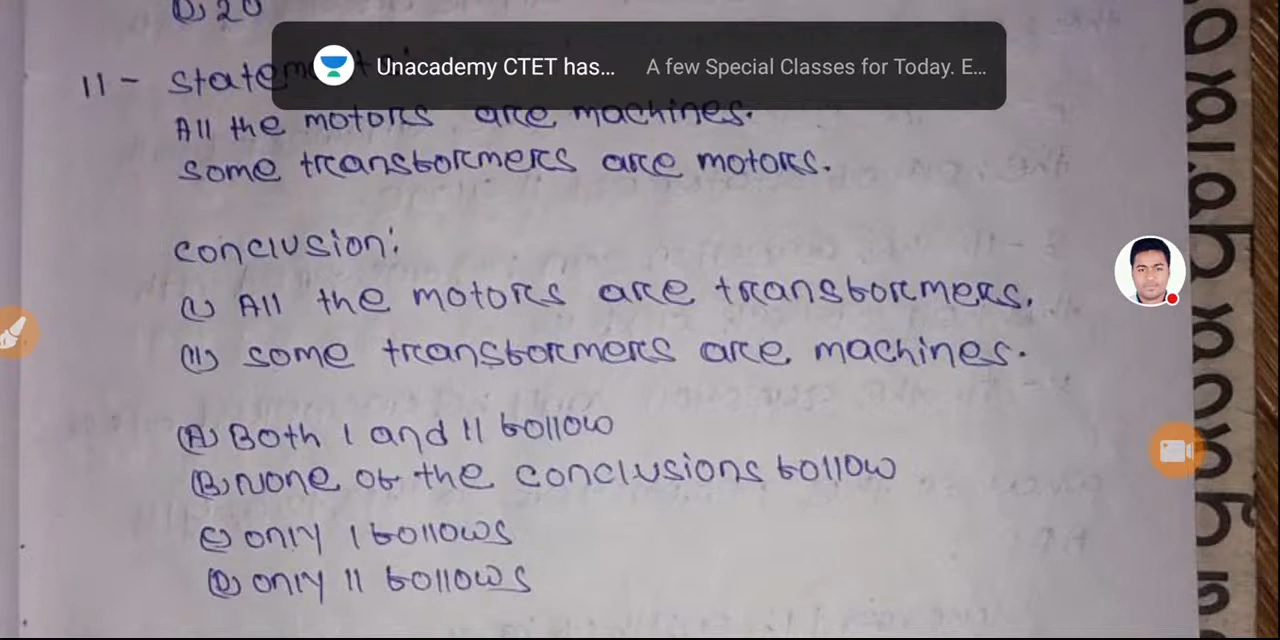 D) 20
Unacademy CTET has... A few Special Classes for Today. E...
11- Statement:
All the motors are machines.
Some transformers are motors.
Conclusion:
(I) All the motors are transformers.
(II) Some transformers are machines.
(A) Both I and II follow
(B) None of the conclusions follow
(C) only I follows
(D) only II follows